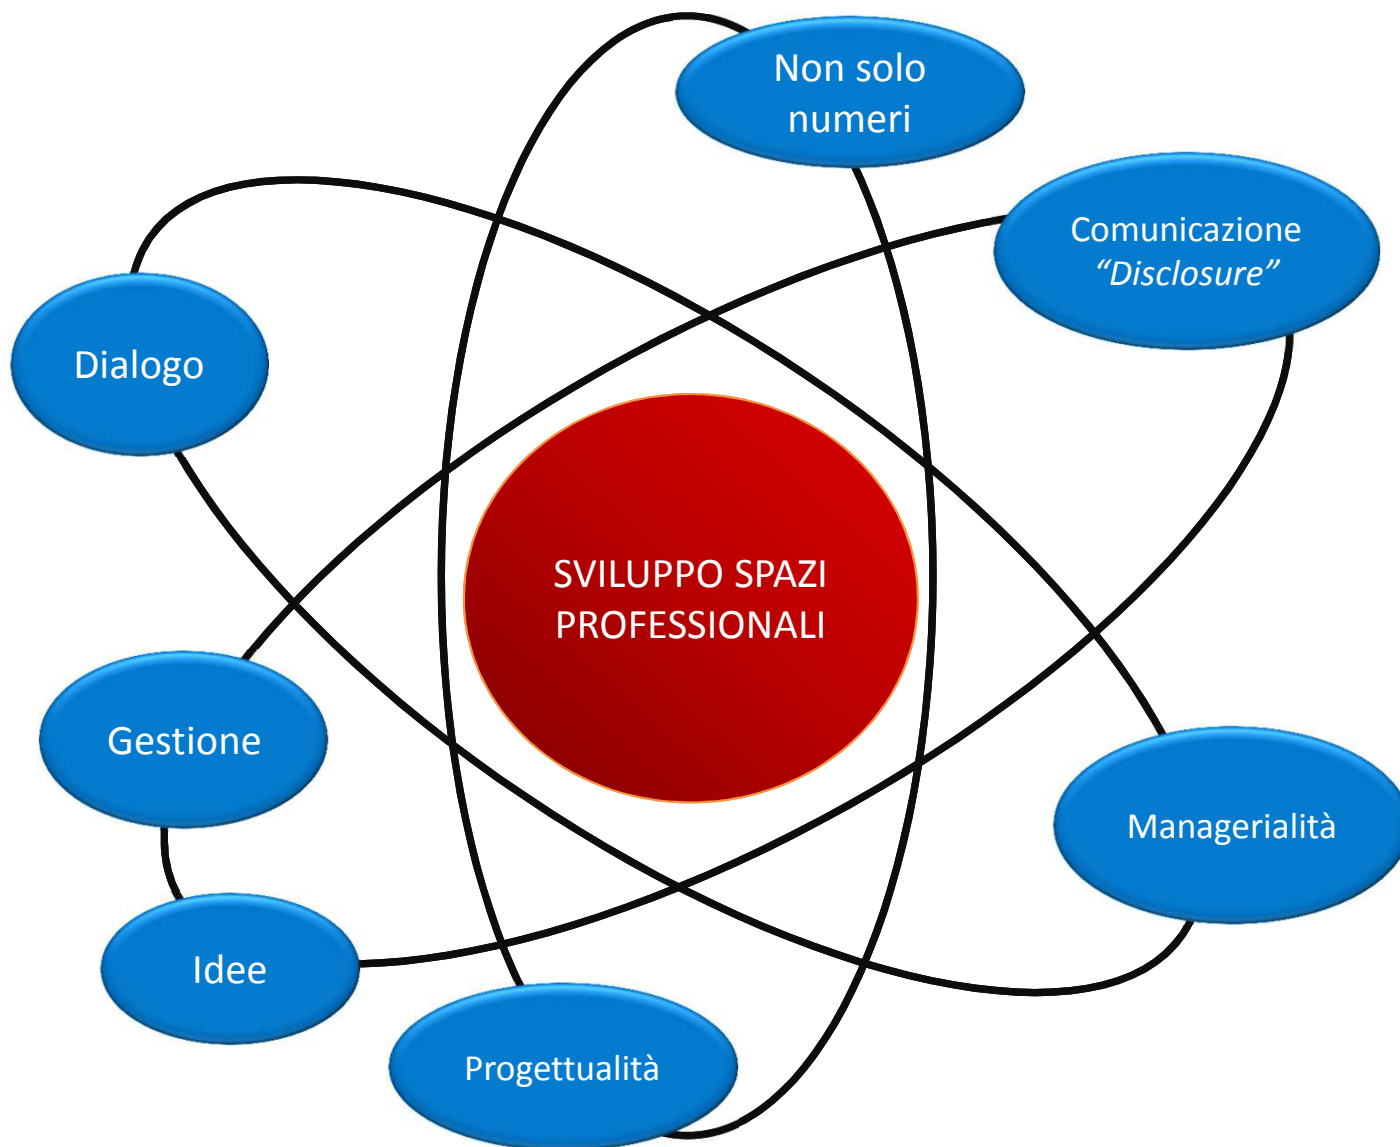 Non solo
numeri
Comunicazione
“Disclosure”
Dialogo
SVILUPPO SPAZI
PROFESSIONALI
Gestione
Managerialità
Idee
Progettualità